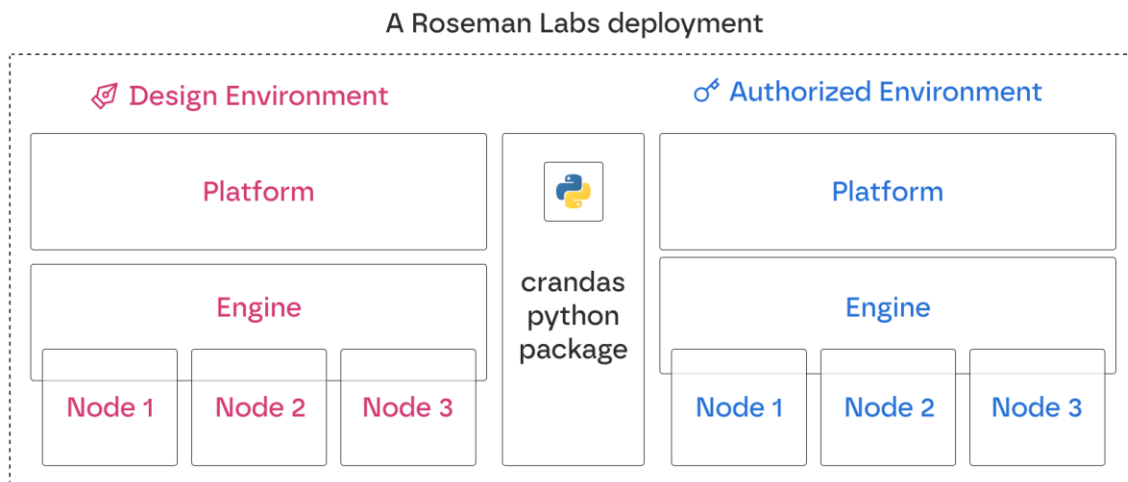 A Roseman Labs deployment
Design Environment
Platform
Engine
Node 1
Node 2
Node 3
crandas
python
package
Authorized Environment
Platform
Engine
Node 1
Node 2
Node 3